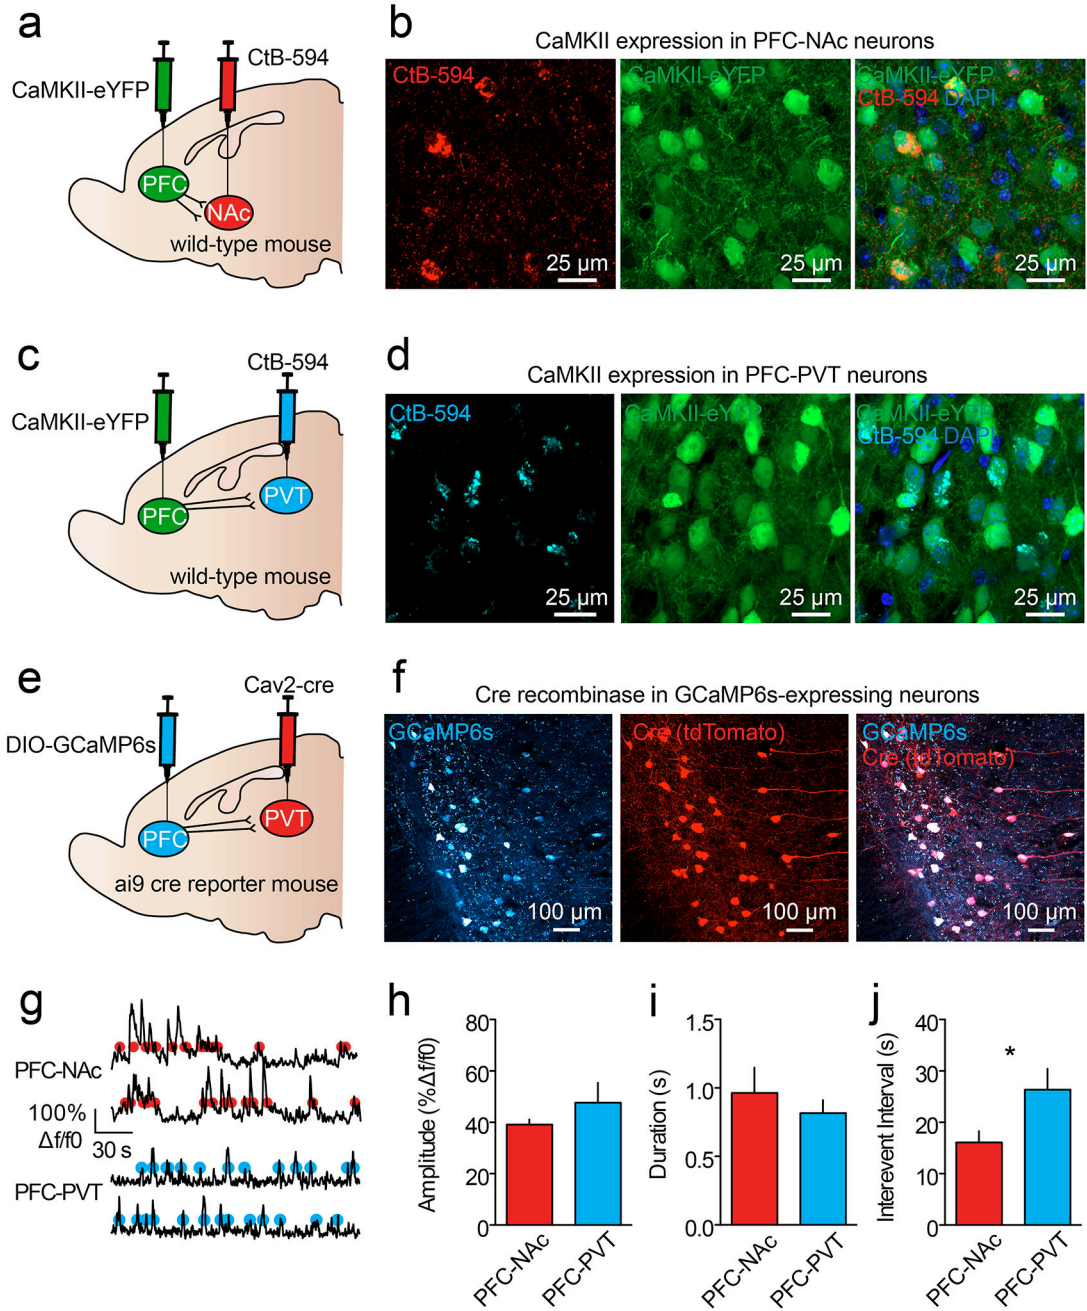 a
CtB-594
CaMKII-eYFP
PFC
NAc
wild-type mouse
b
CaMKII expression in PFC-NAc neurons
CtB-594
25 µm
CaMKII-eYFP
25 µm
CaMKII-eYFP
CtB-594 DAPI
25 µm
c
CtB-594
CaMKII-eYFP
PFC
PVT
wild-type mouse
d
CaMKII expression in PFC-PVT neurons
CtB-594
25 µm
CaMKII-eYFP
25 µm
CaMKII-eYFP
CtB-594 DAPI
25 µm
e
Cav2-cre
DIO-GCaMP6s
PFC
PVT
ai9 cre reporter mouse
f
Cre recombinase in GCaMP6s-expressing neurons
GCaMP6s
100 µm
Cre (tdTomato)
100 µm
GCaMP6s
Cre (tdTomato)
100 µm
g
PFC-NAc
100%
Δf/f0
30 s
PFC-PVT
h
Amplitude (%Δf/f0)
80
60
40
20
0
PFC-NAc
PFC-PVT
i
Duration (s)
1.5
1.0
0.5
0.0
PFC-NAc
PFC-PVT
j
Interevent Interval (s)
40
30
20
10
0
*
PFC-NAc
PFC-PVT